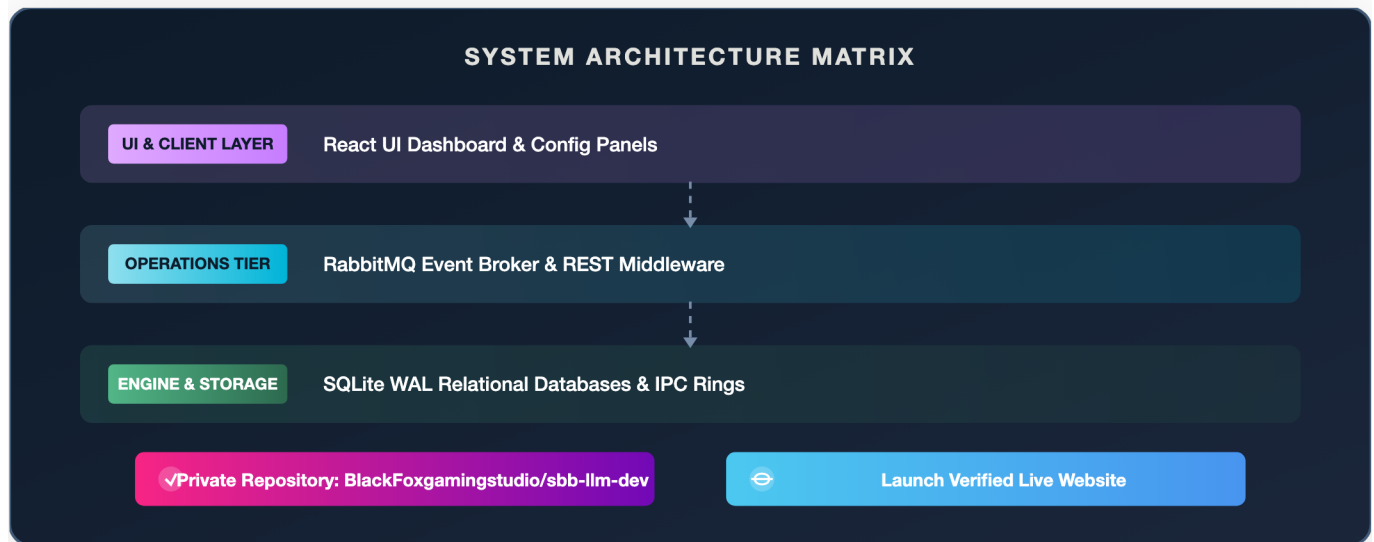 SYSTEM ARCHITECTURE MATRIX
UI & CLIENT LAYER
React UI Dashboard & Config Panels
OPERATIONS TIER
RabbitMQ Event Broker & REST Middleware
ENGINE & STORAGE
SQLite WAL Relational Databases & IPC Rings
Private Repository: BlackFoxgamingstudio/sbb-llm-dev
Launch Verified Live Website